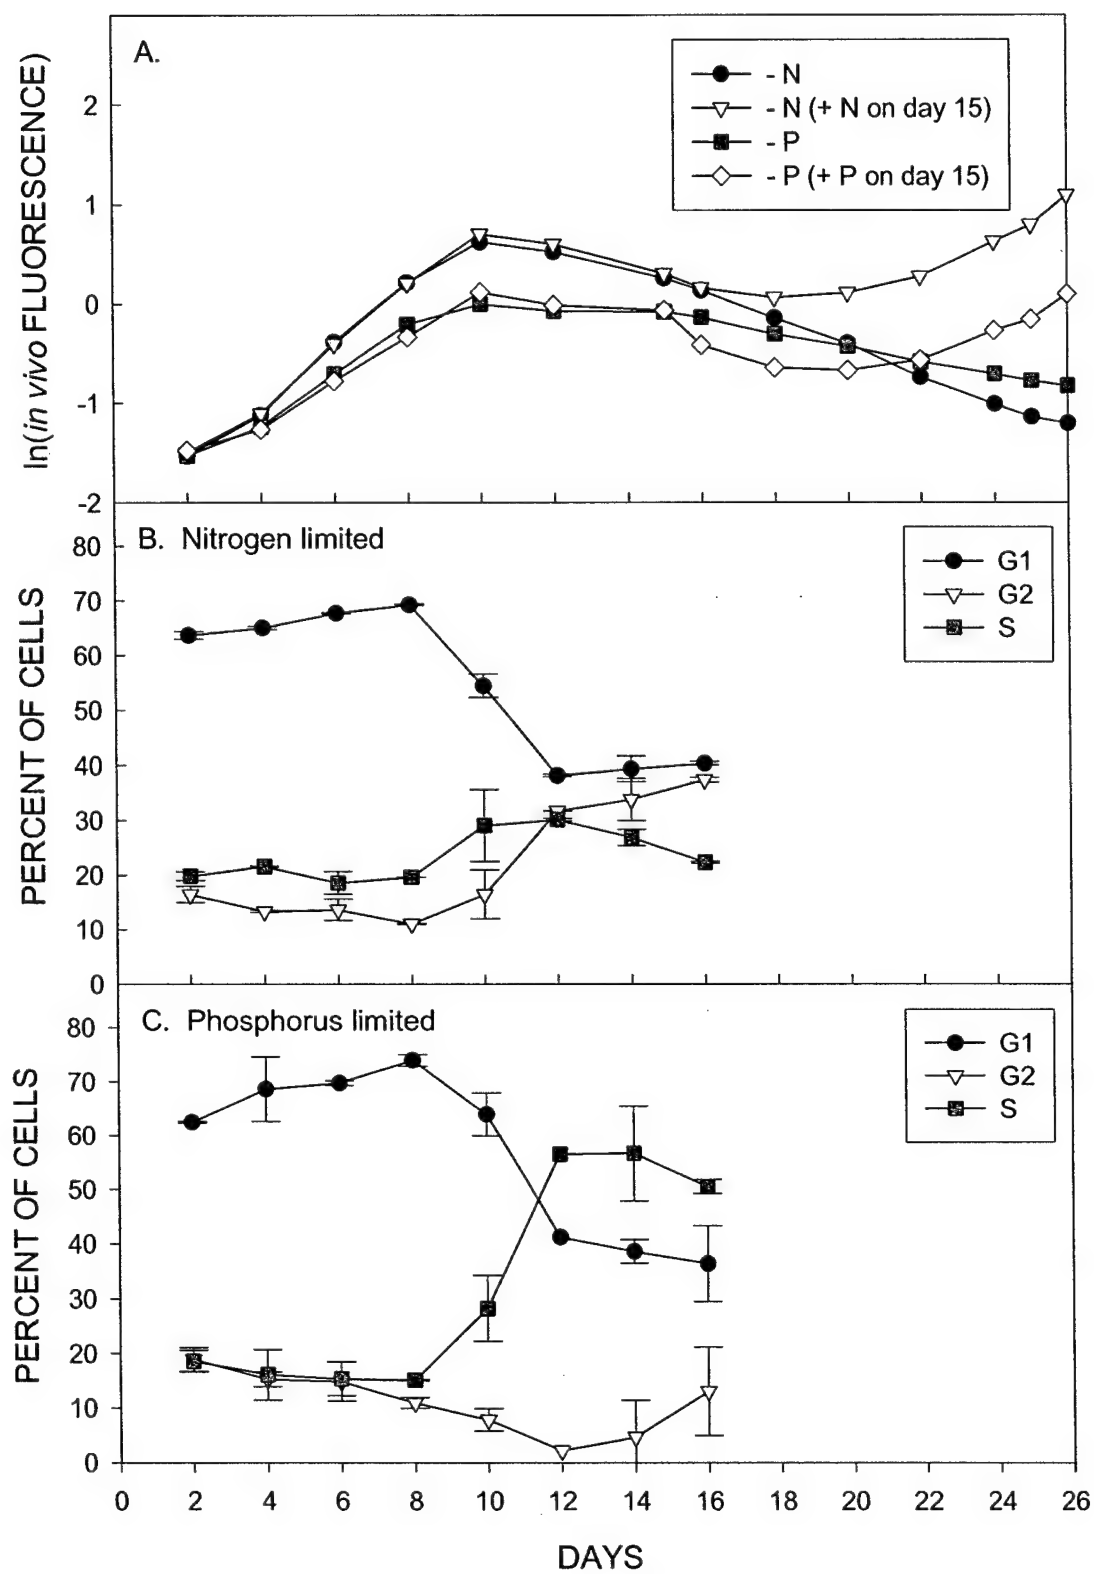 A.
- N
- N (+ N on day 15)
- P
- P (+ P on day 15)
ln(in vivo FLUORESCENCE)
2
1
0
-1
-2
B. Nitrogen limited
G1
G2
S
PERCENT OF CELLS
80
70
60
50
40
30
20
10
0
C. Phosphorus limited
G1
G2
S
PERCENT OF CELLS
80
70
60
50
40
30
20
10
0
0 2 4 6 8 10 12 14 16 18 20 22 24 26
DAYS